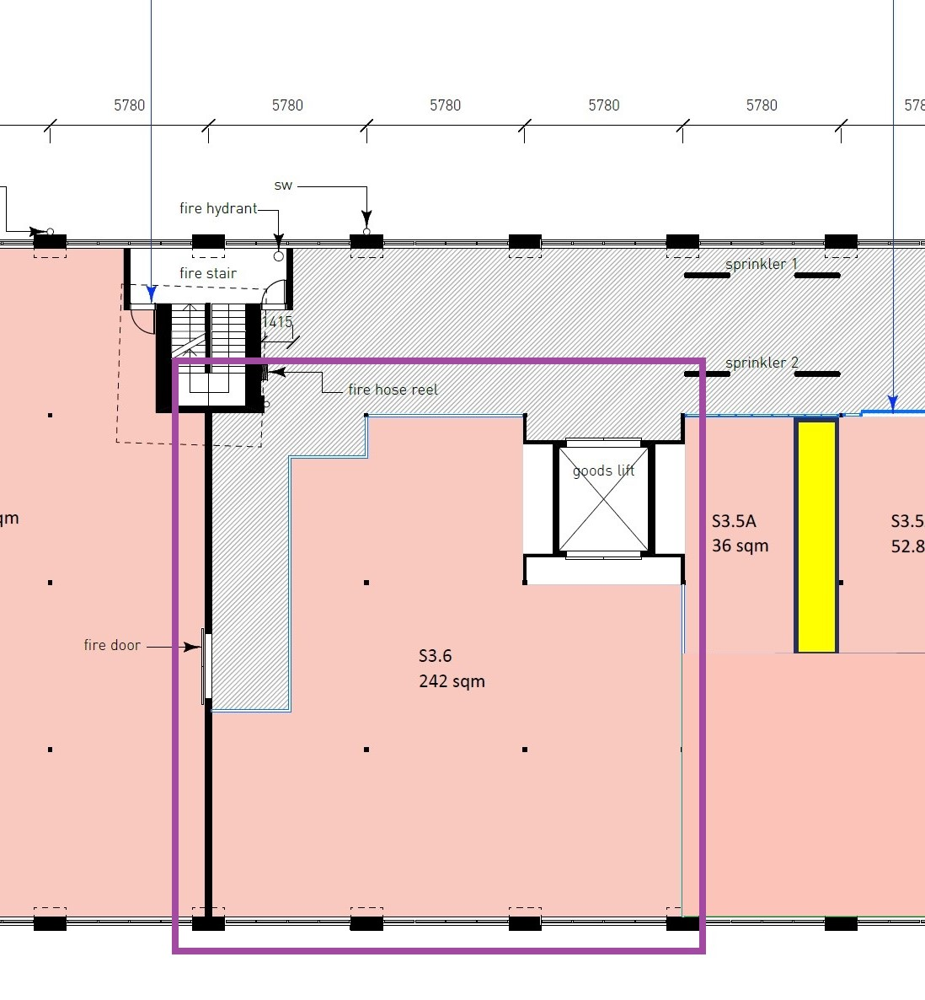 5780 5780 5780 5780 5780 578
sw
fire hydrant
sprinkler 1
fire stair
1415
sprinkler 2
fire hose reel
goods lift
qm
S3.5A
36 sqm
S3.5
52.8
fire door
S3.6
242 sqm